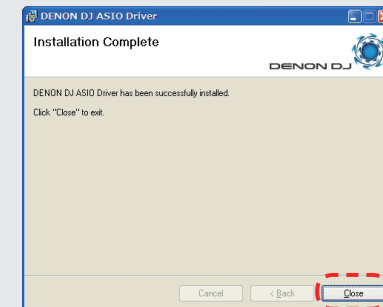 DENON DJ ASIO Driver
Installation Complete
DENON DJ
DENON DJ ASIO Driver has been successfully installed.
Click "Close" to exit.
Cancel
< Back
Close